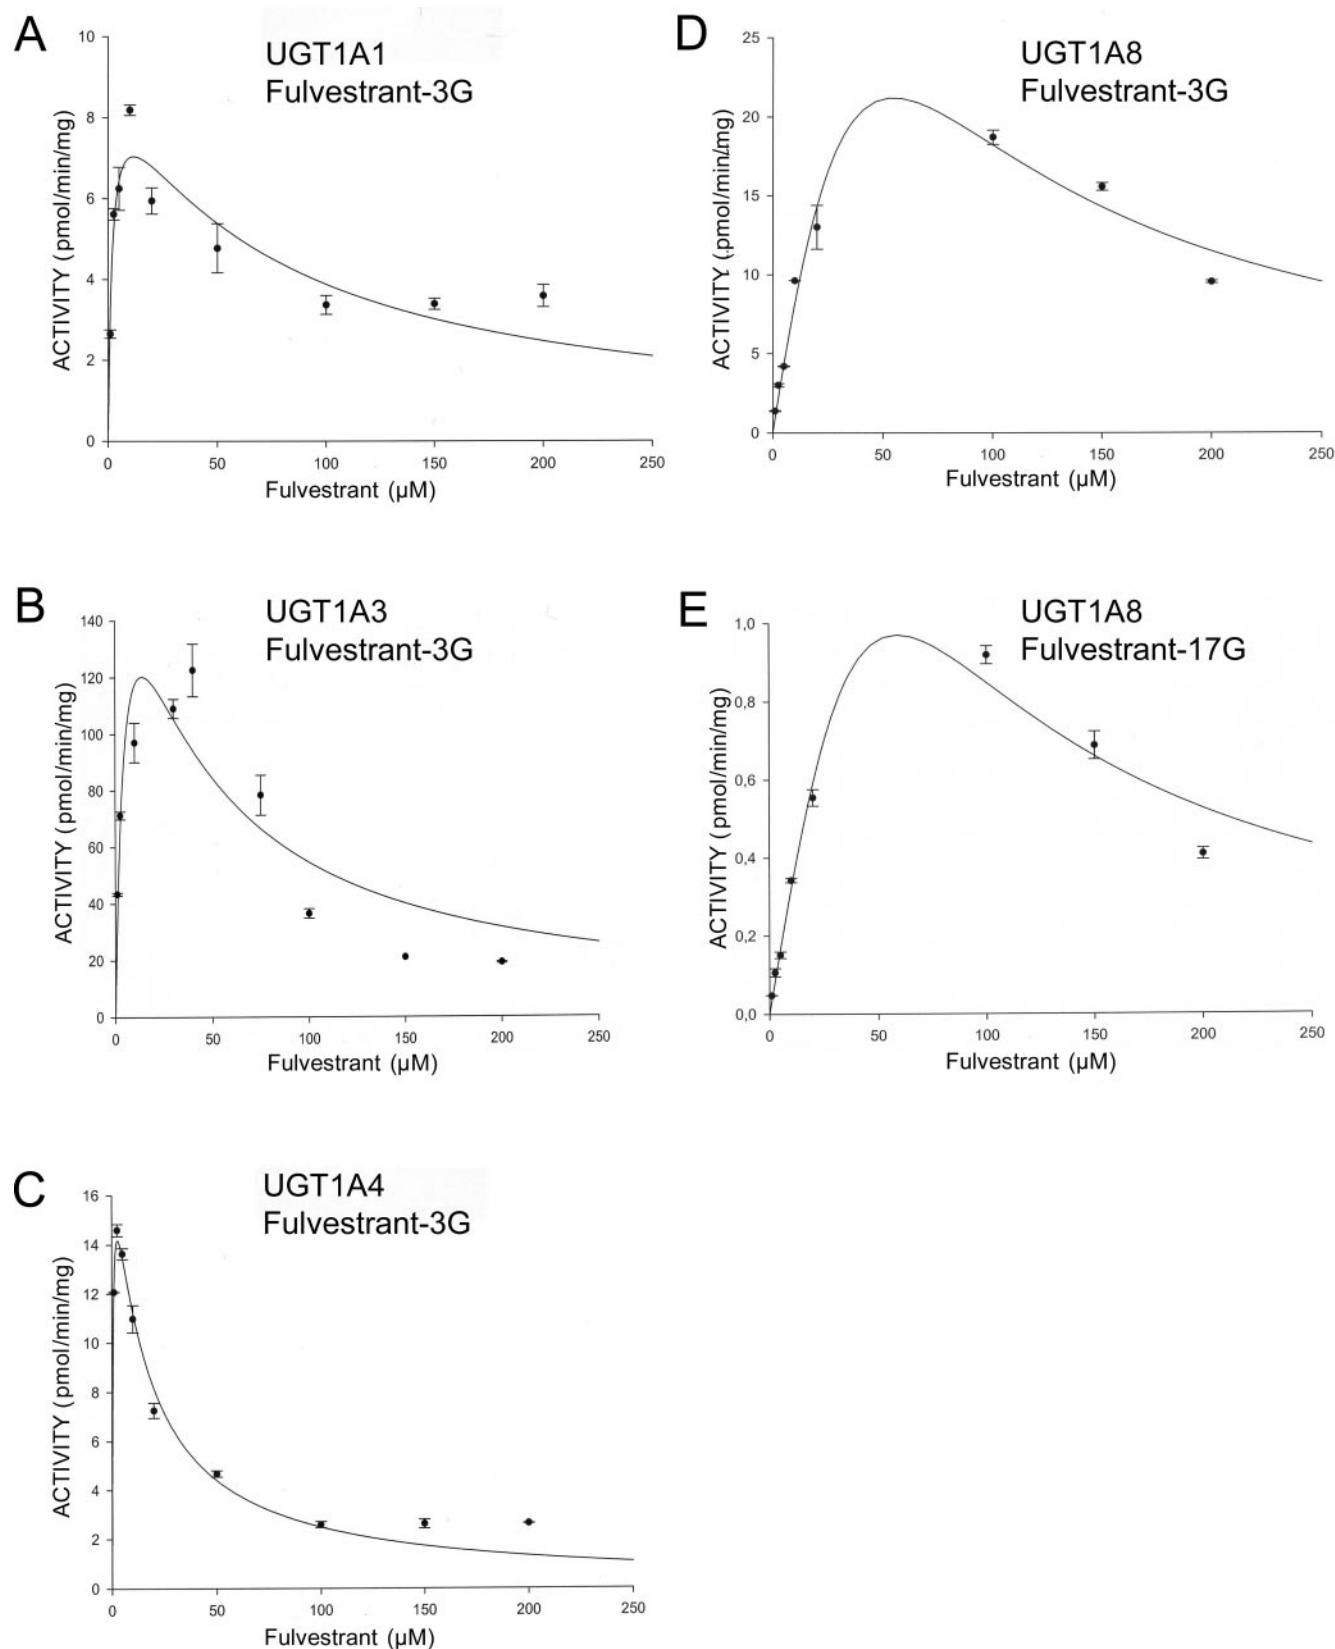 A
UGT1A1
Fulvestrant-3G
ACTIVITY (pmol/min/mg)
10
8
6
4
2
0
0 50 100 150 200 250
Fulvestrant (µM)
D
UGT1A8
Fulvestrant-3G
ACTIVITY (pmol/min/mg)
25
20
15
10
5
0
0 50 100 150 200 250
Fulvestrant (µM)
B
UGT1A3
Fulvestrant-3G
ACTIVITY (pmol/min/mg)
140
120
100
80
60
40
20
0
0 50 100 150 200 250
Fulvestrant (µM)
E
UGT1A8
Fulvestrant-17G
ACTIVITY (pmol/min/mg)
1,0
0,8
0,6
0,4
0,2
0,0
0 50 100 150 200 250
Fulvestrant (µM)
C
UGT1A4
Fulvestrant-3G
ACTIVITY (pmol/min/mg)
16
14
12
10
8
6
4
2
0
0 50 100 150 200 250
Fulvestrant (µM)